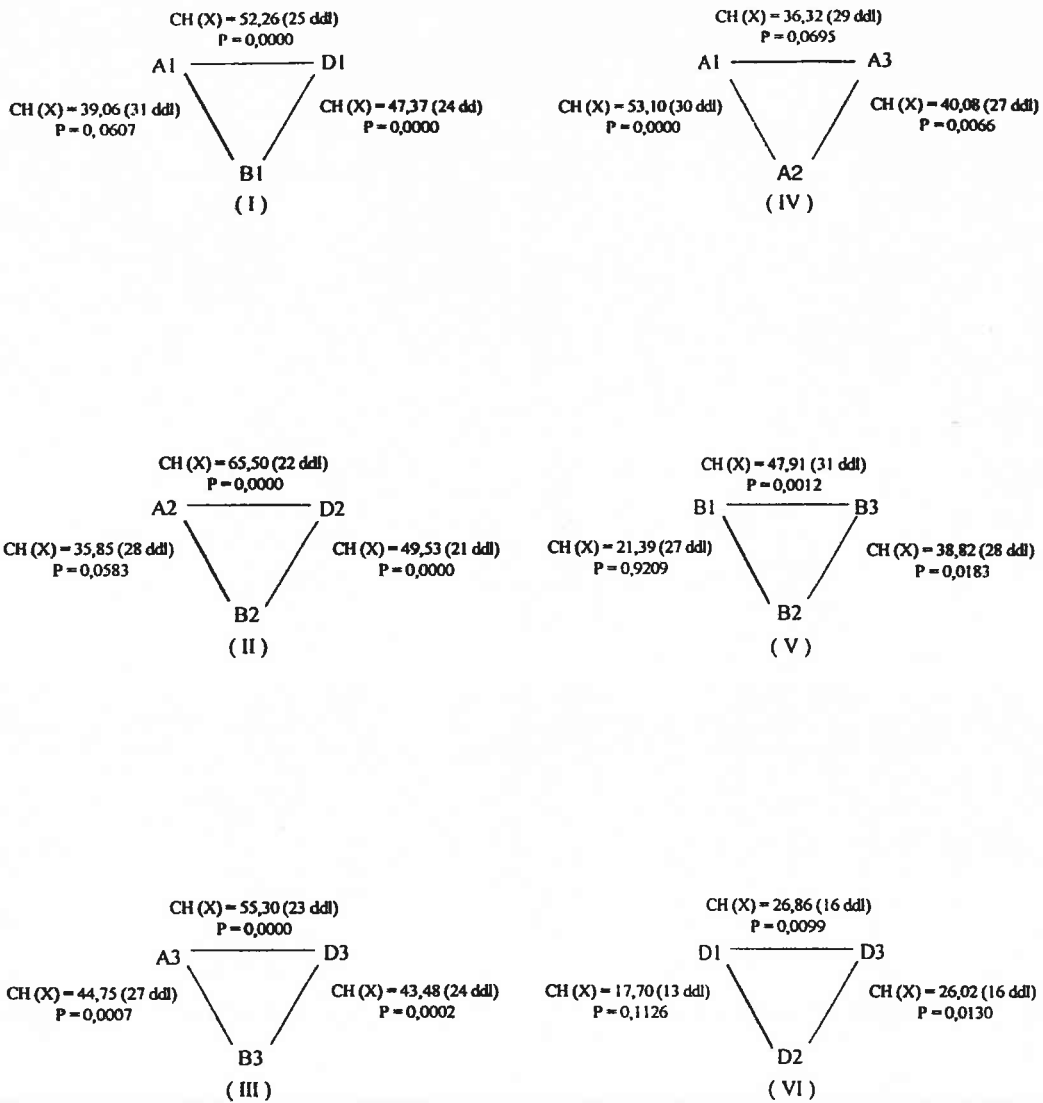 CH (X) = 52,26 (25 ddl)
P = 0,0000
A1 D1
CH (X) = 39,06 (31 ddl)
P = 0, 0607
CH (X) = 47,37 (24 dd)
P = 0,0000
B1
( I )
CH (X) = 36,32 (29 ddl)
P = 0,0695
A1 A3
CH (X) = 53,10 (30 ddl)
P = 0,0000
CH (X) = 40,08 (27 ddl)
P = 0,0066
A2
( IV )
CH (X) = 65,50 (22 ddl)
P = 0,0000
A2 D2
CH (X) = 35,85 (28 ddl)
P = 0,0583
CH (X) = 49,53 (21 ddl)
P = 0,0000
B2
( II )
CH (X) = 47,91 (31 ddl)
P = 0,0012
B1 B3
CH (X) = 21,39 (27 ddl)
P = 0,9209
CH (X) = 38,82 (28 ddl)
P = 0,0183
B2
( V )
CH (X) = 55,30 (23 ddl)
P = 0,0000
A3 D3
CH (X) = 44,75 (27 ddl)
P = 0,0007
CH (X) = 43,48 (24 ddl)
P = 0,0002
B3
( III )
CH (X) = 26,86 (16 ddl)
P = 0,0099
D1 D3
CH (X) = 17,70 (13 ddl)
P = 0,1126
CH (X) = 26,02 (16 ddl)
P = 0,0130
D2
( VI )